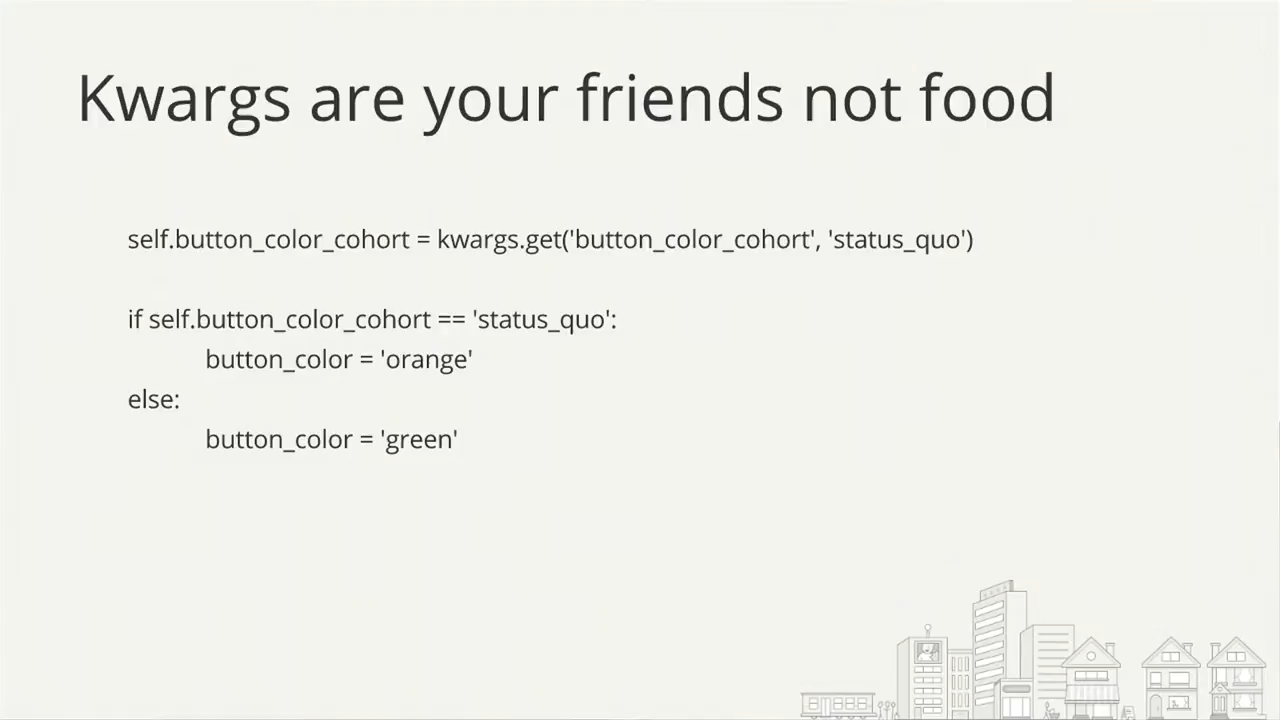 Kwargs are your friends not food
self.button_color_cohort = kwargs.get('button_color_cohort', 'status_quo')
if self.button_color_cohort == 'status_quo':
button_color = 'orange'
else:
button_color = 'green'